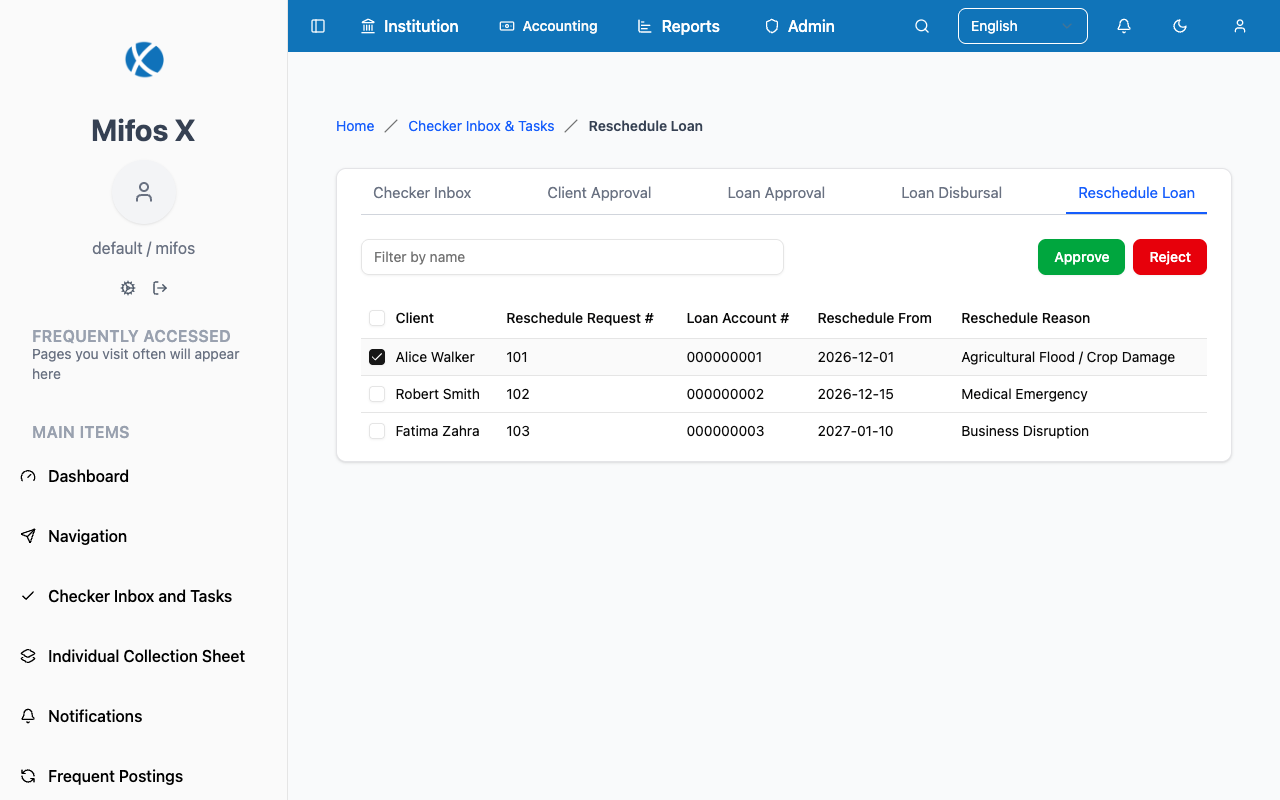 Mifos X
default / mifos
FREQUENTLY ACCESSED
Pages you visit often will appear
here
MAIN ITEMS
Dashboard
Navigation
Checker Inbox and Tasks
Individual Collection Sheet
Notifications
Frequent Postings
Institution Accounting Reports Admin English
Home / Checker Inbox & Tasks / Reschedule Loan
Checker Inbox Client Approval Loan Approval Loan Disbursal Reschedule Loan
Filter by name Approve Reject
Client Reschedule Request # Loan Account # Reschedule From Reschedule Reason
Alice Walker 101 000000001 2026-12-01 Agricultural Flood / Crop Damage
Robert Smith 102 000000002 2026-12-15 Medical Emergency
Fatima Zahra 103 000000003 2027-01-10 Business Disruption